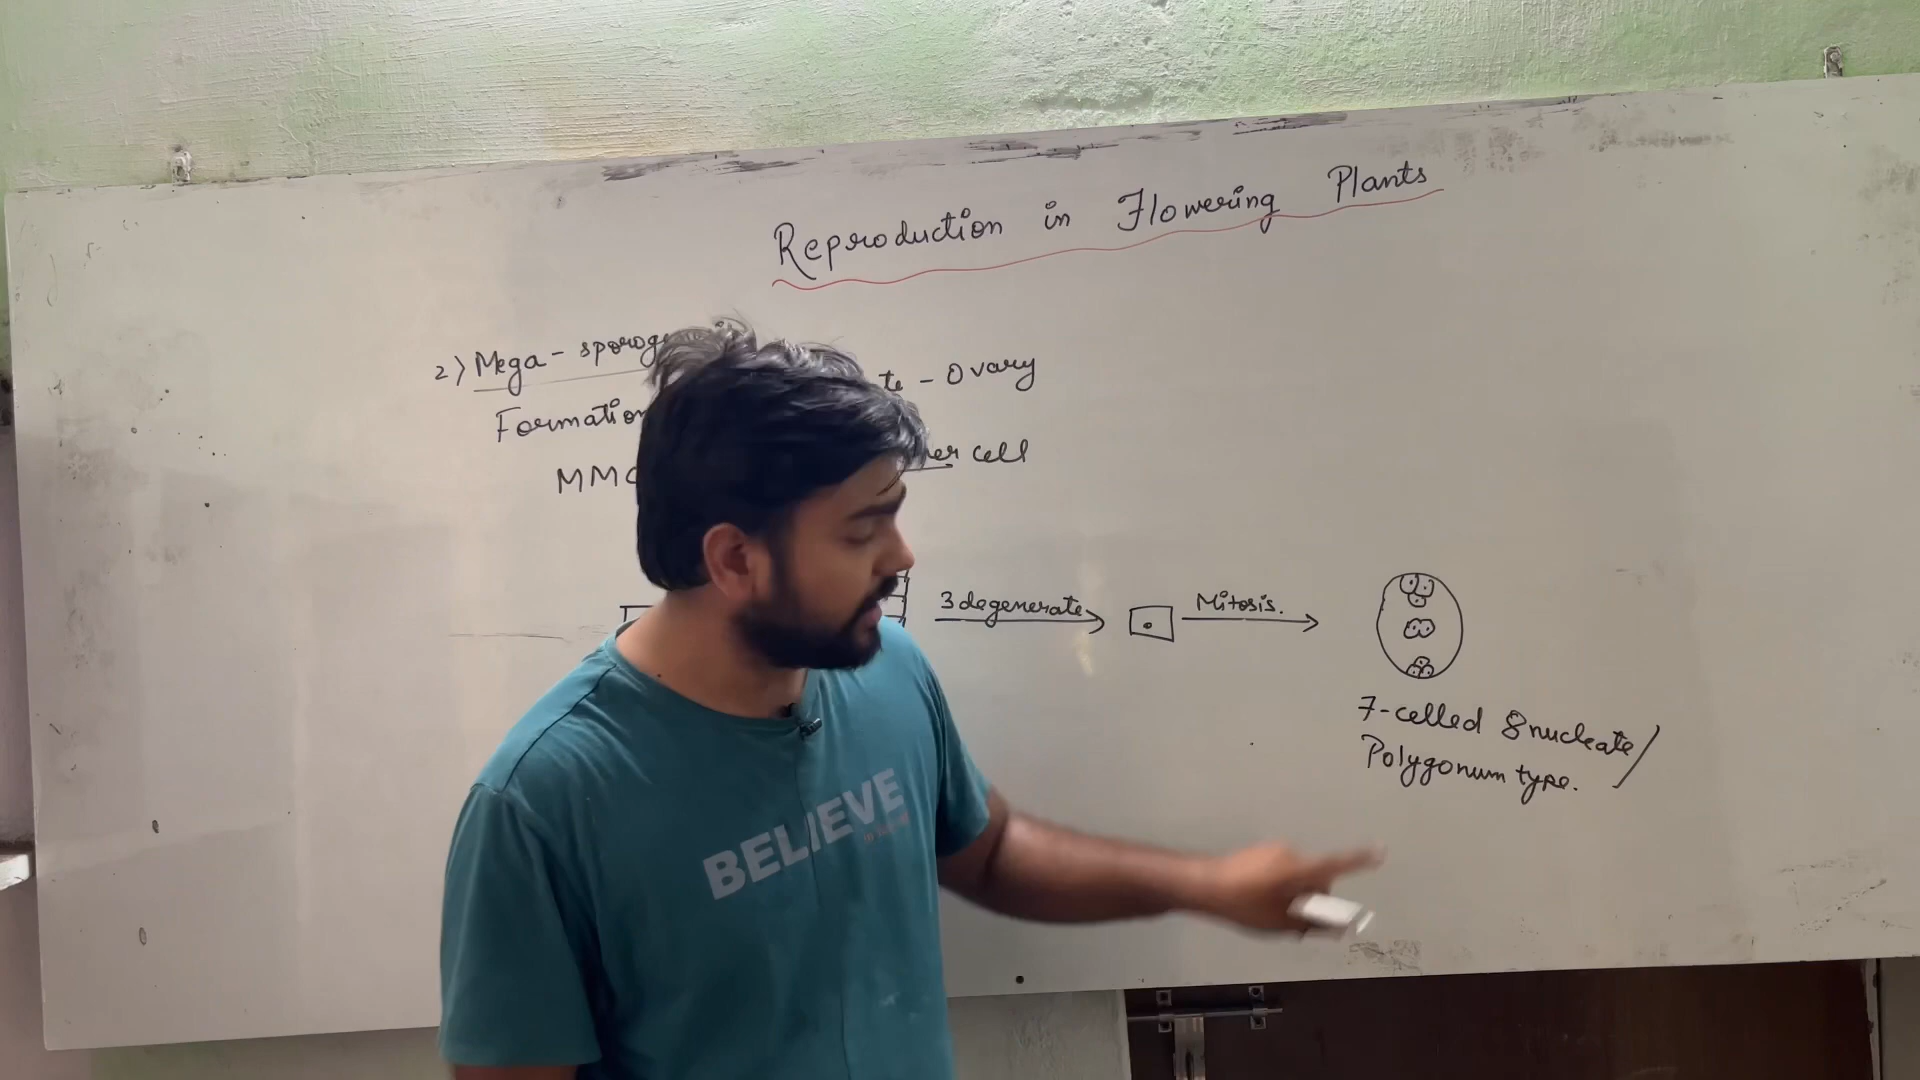 Reproduction in Flowering Plants
2) Mega - sporog
Formation te - Ovary
MMC her cell
3 degenerate
Mitosis.
7-celled 8 nucleate/
Polygonum type.
BELIEVE